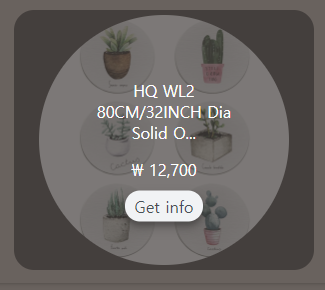 HQ WL2
80CM/32INCH Dia
Solid O...
₩ 12,700
Get info